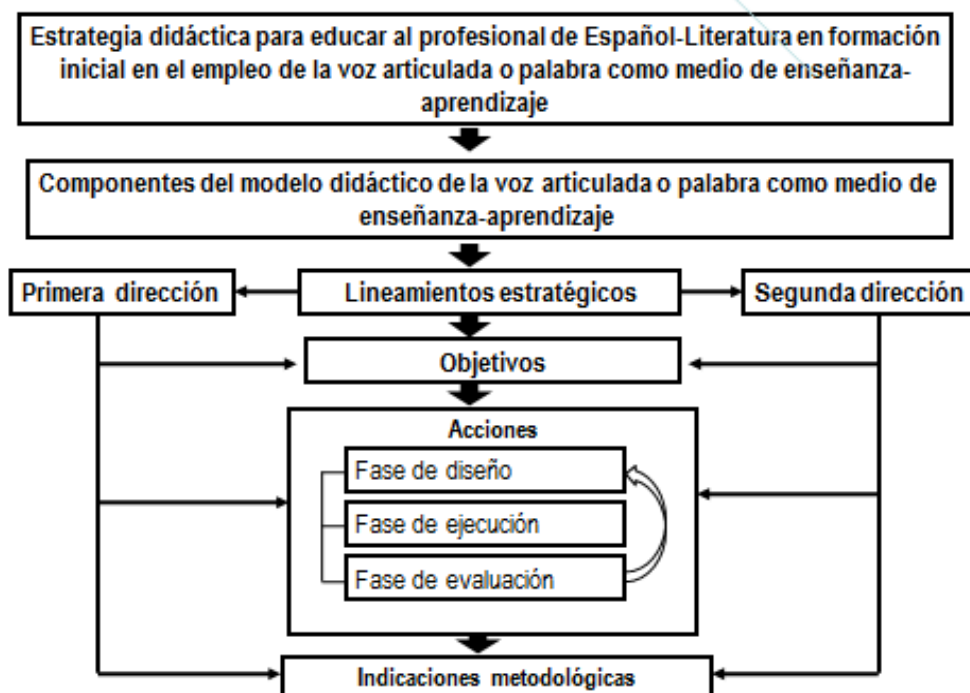 Estrategia didáctica para educar al profesional de Español-Literatura en formación
inicial en el empleo de la voz articulada o palabra como medio de enseñanza-
aprendizaje
Componentes del modelo didáctico de la voz articulada o palabra como medio de
enseñanza-aprendizaje
Primera dirección
Lineamientos estratégicos
Segunda dirección
Objetivos
Acciones
Fase de diseño
Fase de ejecución
Fase de evaluación
Indicaciones metodológicas